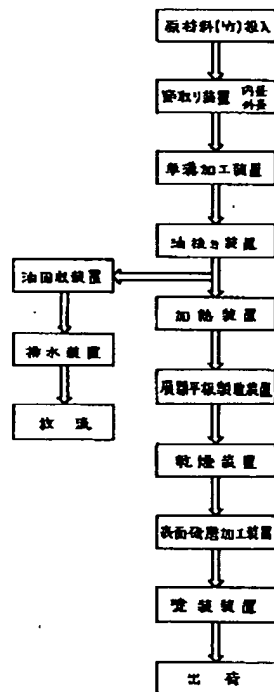 原材料(竹)投入
節取り装置 内径
外径
単溝加工装置
油抜き装置
油回収装置
加熱装置
排水装置
展開平板製造装置
放流
乾燥装置
表面研磨加工装置
塗装装置
出荷